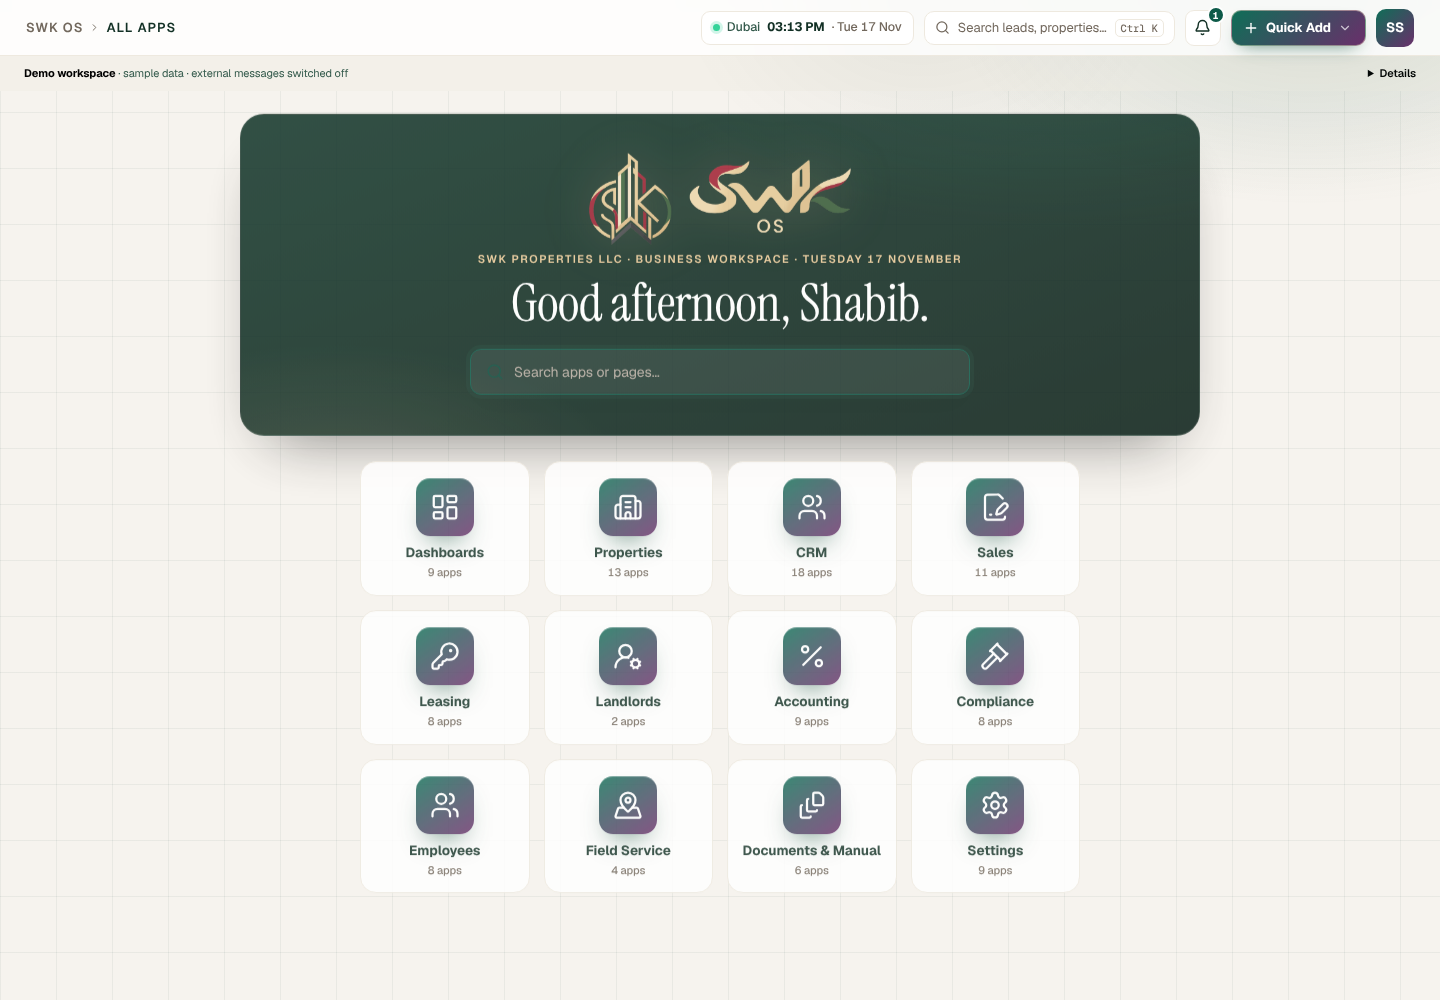 SWK OS > ALL APPS
Dubai 03:13 PM · Tue 17 Nov
Search leads, properties... Ctrl K
1
+ Quick Add
SS
Demo workspace · sample data · external messages switched off
Details
SWK
Swk
OS
SWK PROPERTIES LLC · BUSINESS WORKSPACE · TUESDAY 17 NOVEMBER
Good afternoon, Shabib.
Search apps or pages...
Dashboards
9 apps
Properties
13 apps
CRM
18 apps
Sales
11 apps
Leasing
8 apps
Landlords
2 apps
Accounting
9 apps
Compliance
8 apps
Employees
8 apps
Field Service
4 apps
Documents & Manual
6 apps
Settings
9 apps